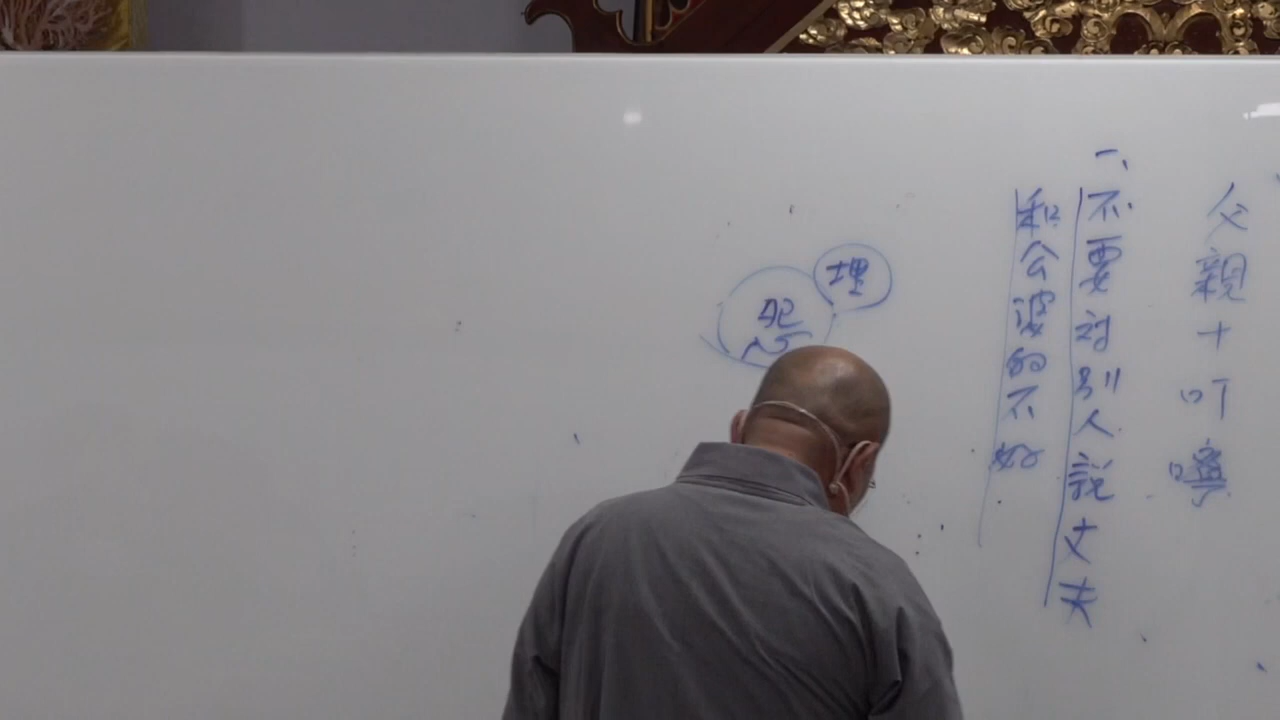 父親十叮嚀
一、不要對別人說丈夫
和公婆的不好
埋
怨